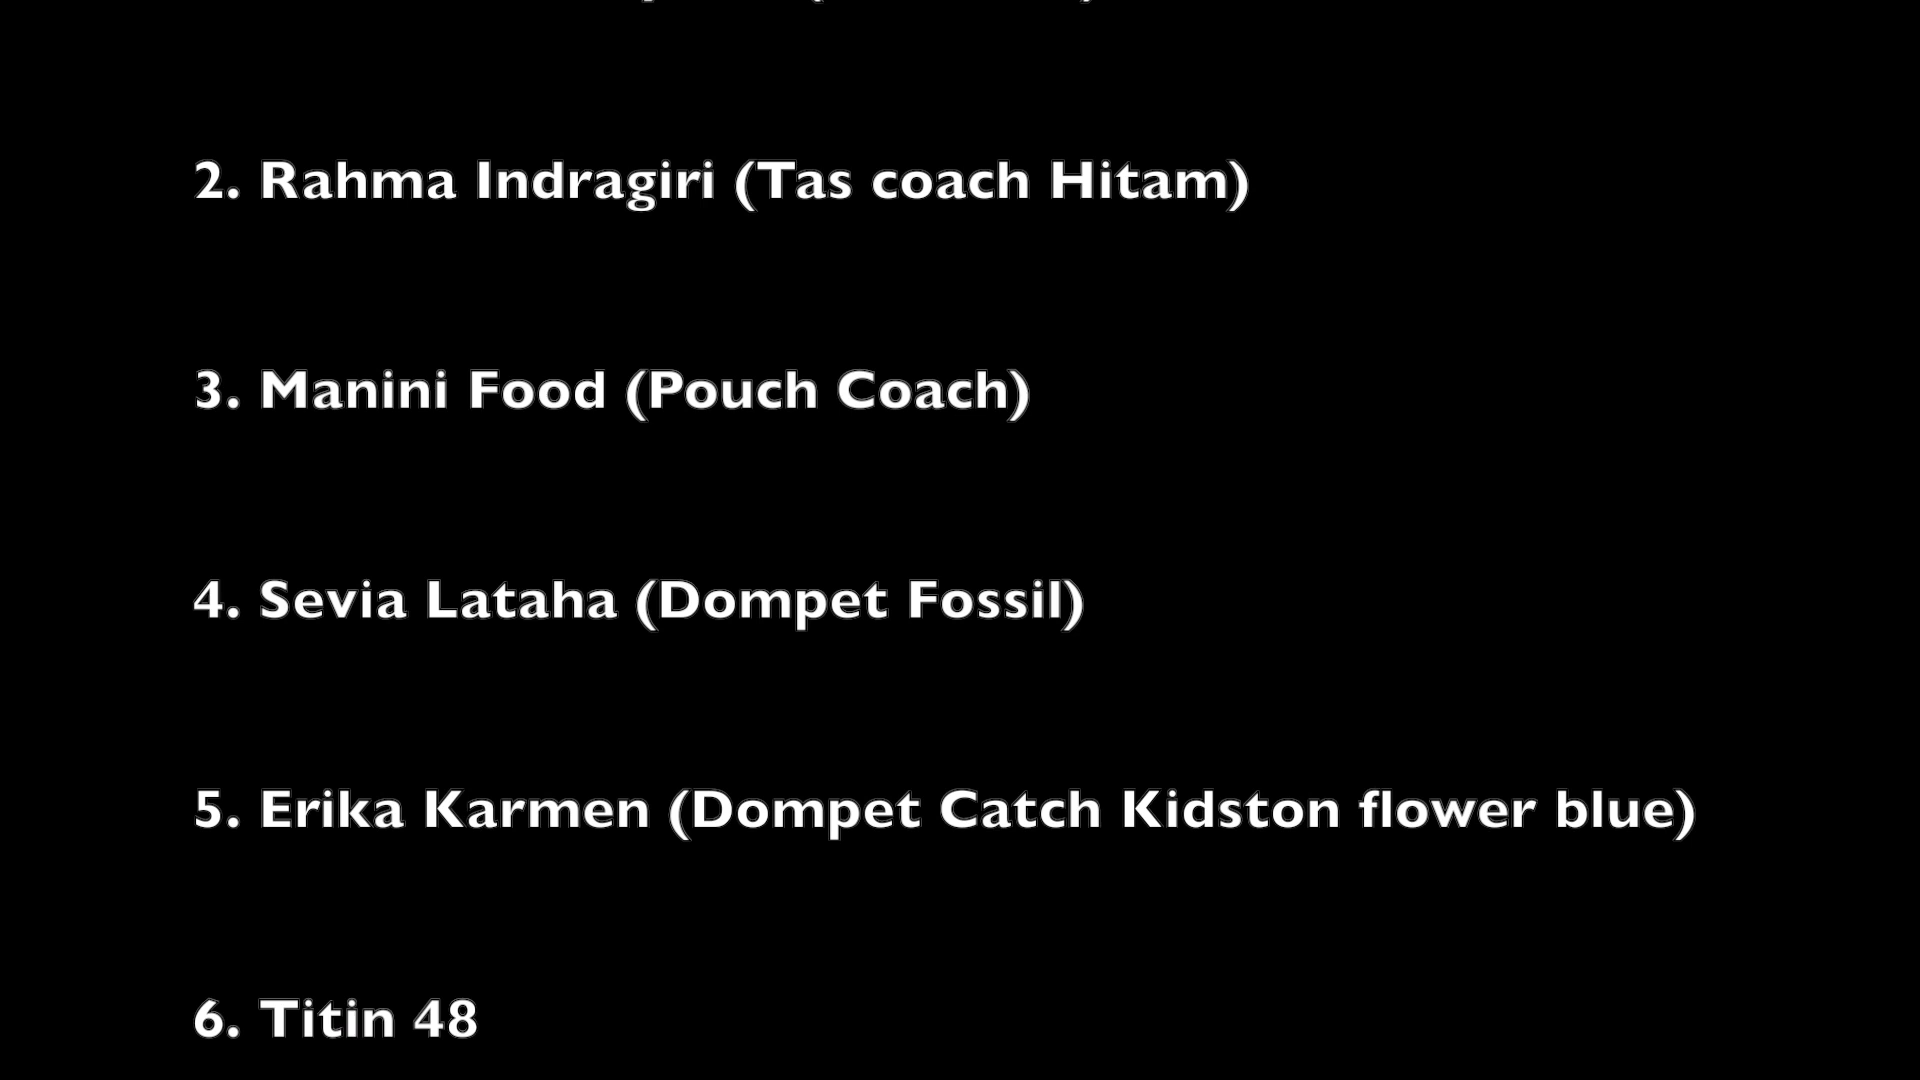 2. Rahma Indragiri (Tas coach Hitam)
3. Manini Food (Pouch Coach)
4. Sevia Lataha (Dompet Fossil)
5. Erika Karmen (Dompet Catch Kidston flower blue)
6. Titin 48